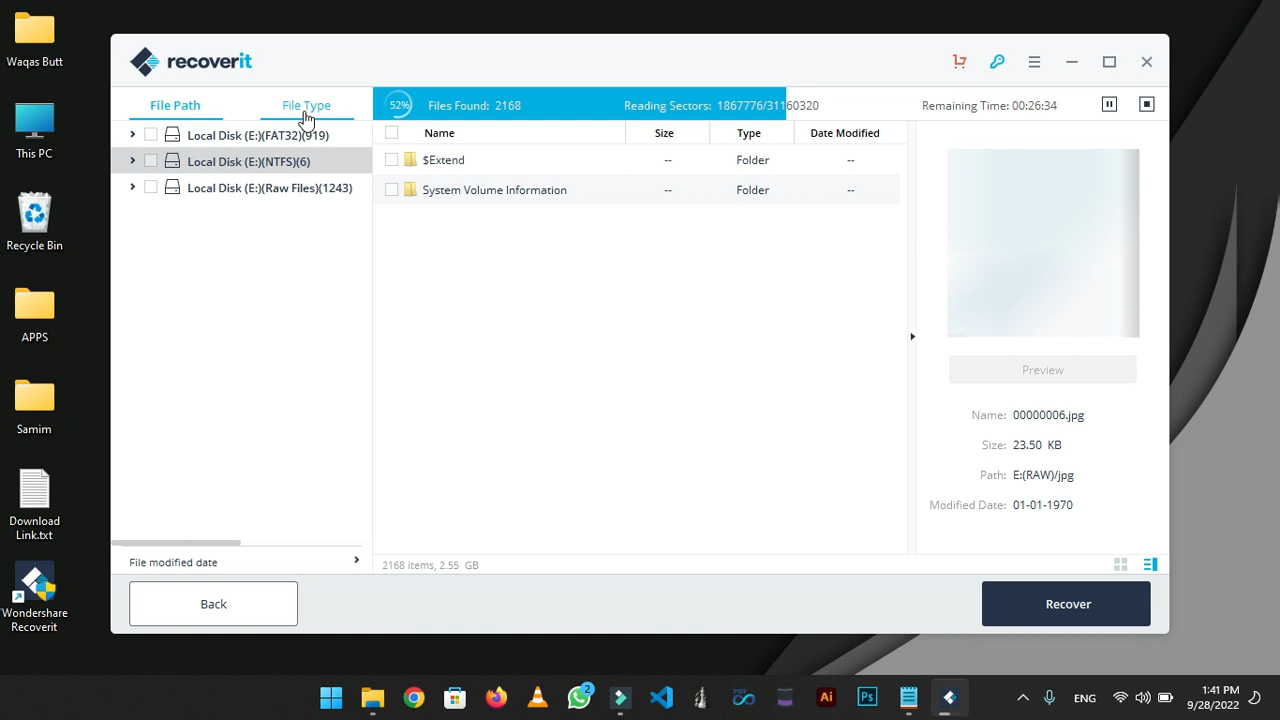 Waqas Butt
This PC
Recycle Bin
APPS
Samim
Download
Link.txt
Wondershare
Recoverit
recoverit
File Path
File Type
52%
Files Found: 2168
Reading Sectors: 1867776/31160320
Remaining Time: 00:26:34
Local Disk (E:)(FAT32)(919)
Local Disk (E:)(NTFS)(6)
Local Disk (E:)(Raw Files)(1243)
File modified date
Name
Size
Type
Date Modified
$Extend
--
Folder
--
System Volume Information
--
Folder
--
2168 items, 2.55 GB
Preview
Name: 00000006.jpg
Size: 23.50 KB
Path: E:(RAW)/jpg
Modified Date: 01-01-1970
Back
Recover
2
Ai
Ps
ENG
1:41 PM
9/28/2022